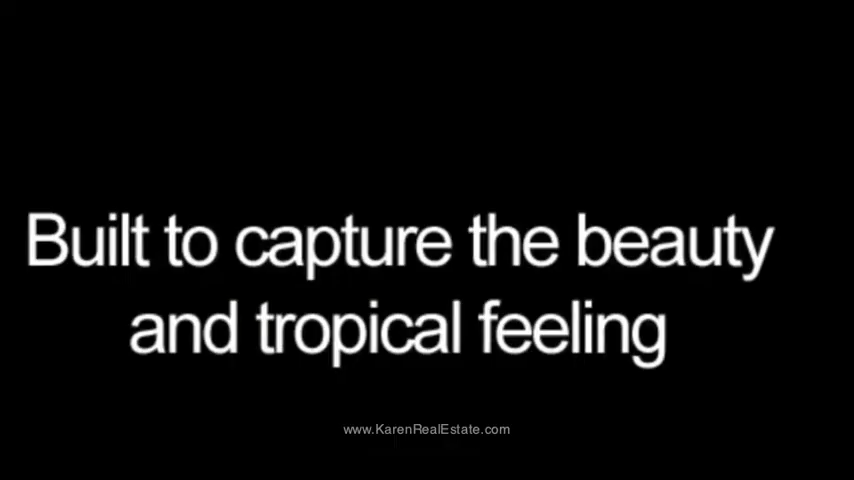 Built to capture the beauty
and tropical feeling
www.KarenRealEstate.com